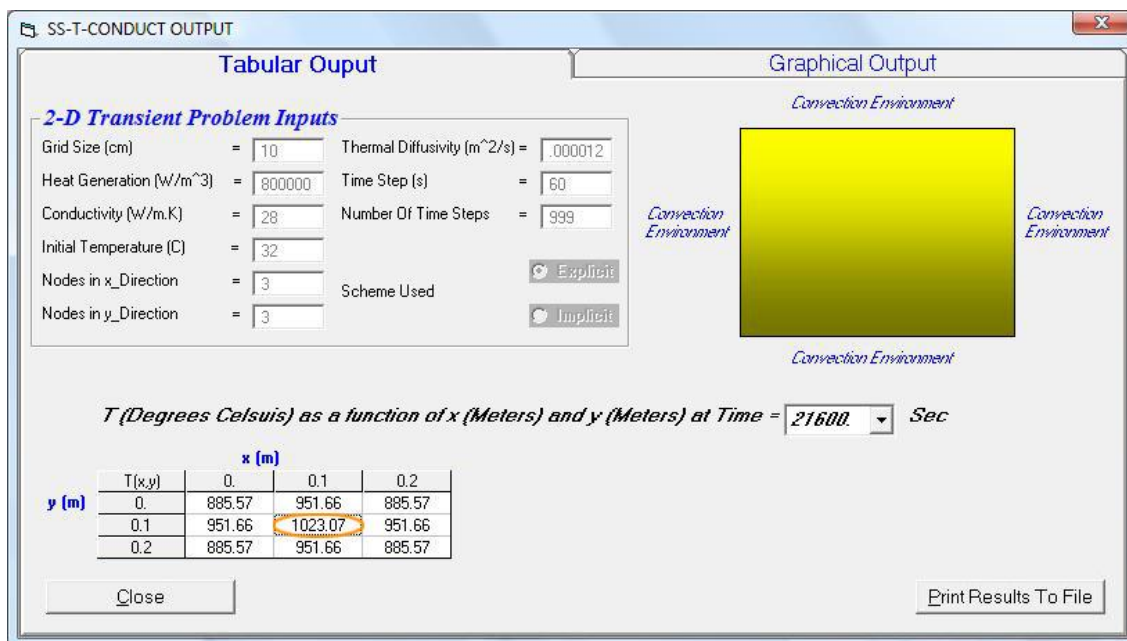 SS-T-CONDUCT OUTPUT
X
Tabular Ouput
Graphical Output
2-D Transient Problem Inputs
Grid Size (cm) = 10
Thermal Diffusivity (m^2/s) = .000012
Heat Generation (W/m^3) = 800000
Time Step (s) = 60
Conductivity (W/m.K) = 28
Number Of Time Steps = 999
Initial Temperature (C) = 32
Nodes in x_Direction = 3
Scheme Used
Explicit
Implicit
Nodes in y_Direction = 3
Convection Environment
Convection
Environment
Convection
Environment
Convection Environment
T (Degrees Celsuis) as a function of x (Meters) and y (Meters) at Time = 21600. Sec
x (m)
y (m)
T(x,y) 0. 0.1 0.2
0. 885.57 951.66 885.57
0.1 951.66 1023.07 951.66
0.2 885.57 951.66 885.57
Close
Print Results To File